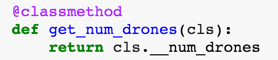 @classmethod
def get_num_drones(cls):
    return cls.__num_drones